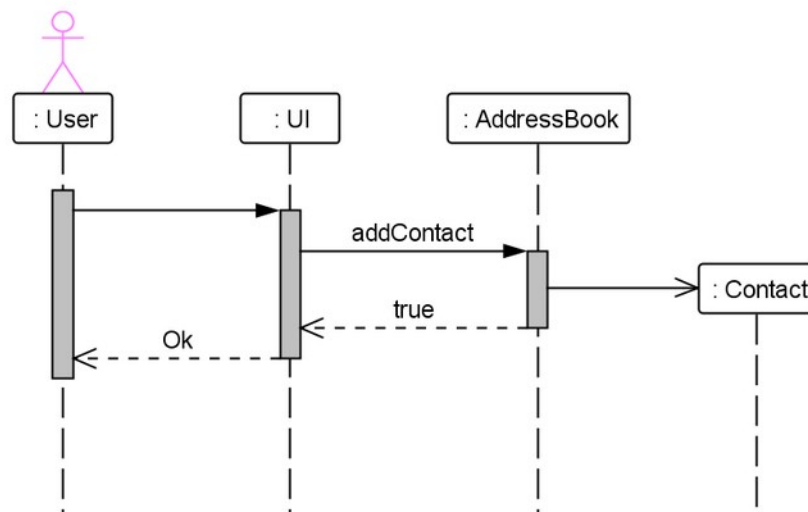 : User
: UI
: AddressBook
addContact
: Contact
true
Ok